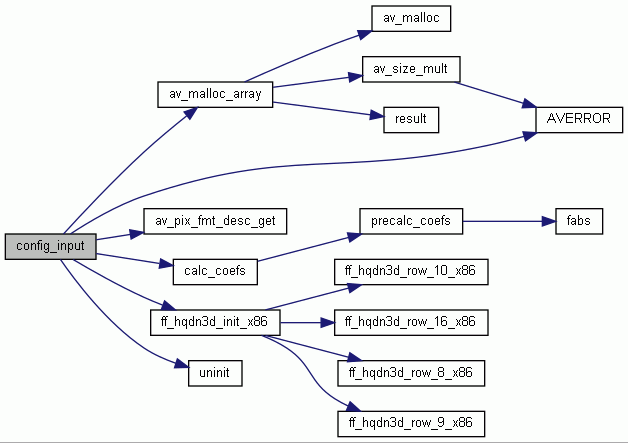 av_malloc
av_size_mult
av_malloc_array
result
AVERROR
av_pix_fmt_desc_get
precalc_coefs
fabs
config_input
calc_coefs
ff_hqdn3d_row_10_x86
ff_hqdn3d_init_x86
ff_hqdn3d_row_16_x86
uninit
ff_hqdn3d_row_8_x86
ff_hqdn3d_row_9_x86